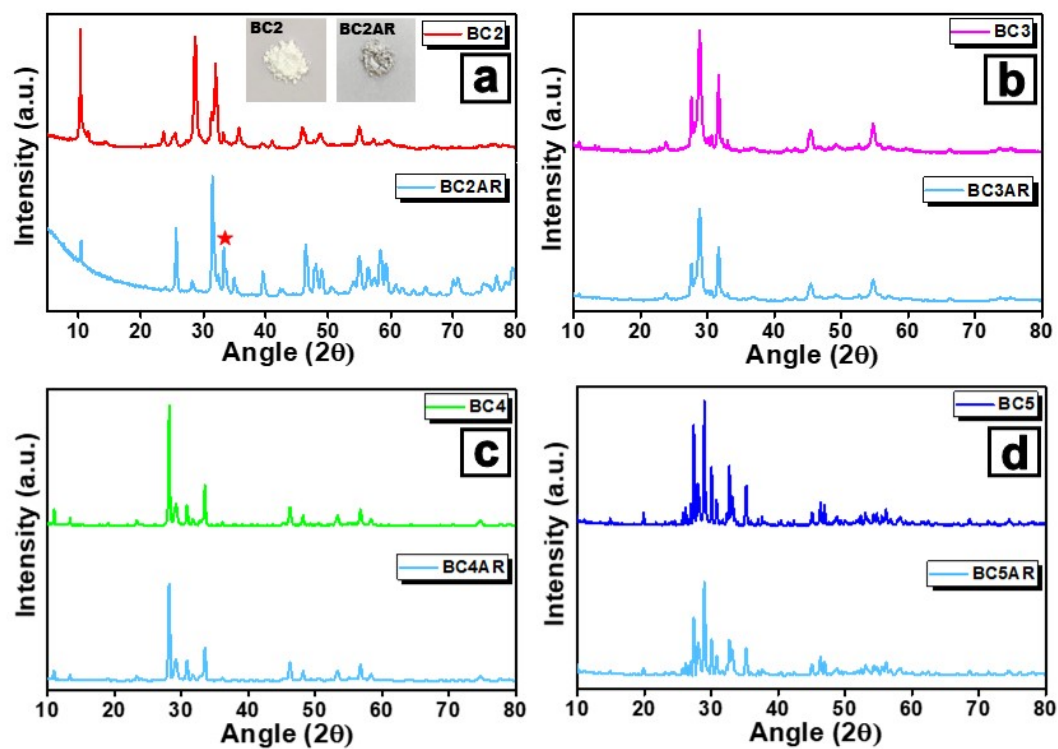 BC2
BC2AR
BC2
a
BC2AR
Intensity (a.u.)
5 10 20 30 40 50 60 70 80
Angle (2θ)
BC3
b
BC3AR
Intensity (a.u.)
10 20 30 40 50 60 70 80
Angle (2θ)
BC4
c
BC4AR
Intensity (a.u.)
10 20 30 40 50 60 70 80
Angle (2θ)
BC5
d
BC5AR
Intensity (a.u.)
10 20 30 40 50 60 70 80
Angle (2θ)